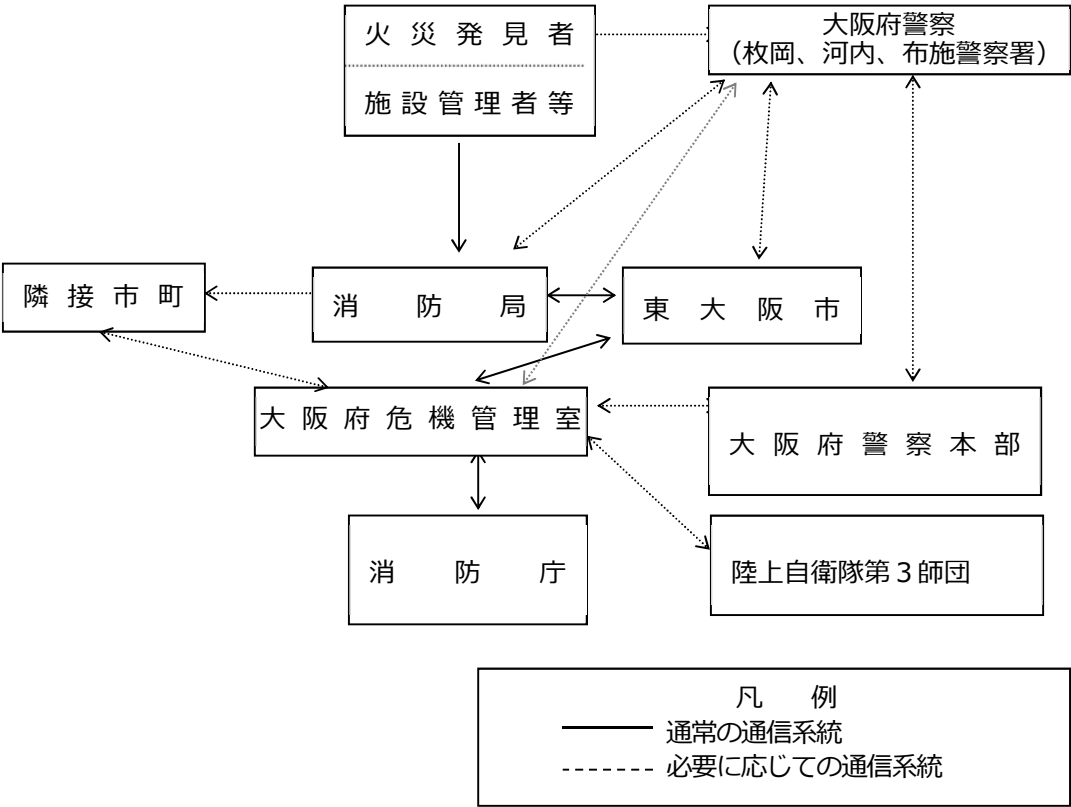 火災発見者
施設管理者等
大阪府警察
（枚岡、河内、布施警察署）
隣接市町
消防局
東大阪市
大阪府危機管理室
大阪府警察本部
消防庁
陸上自衛隊第３師団
凡例
通常の通信系統
必要に応じての通信系統